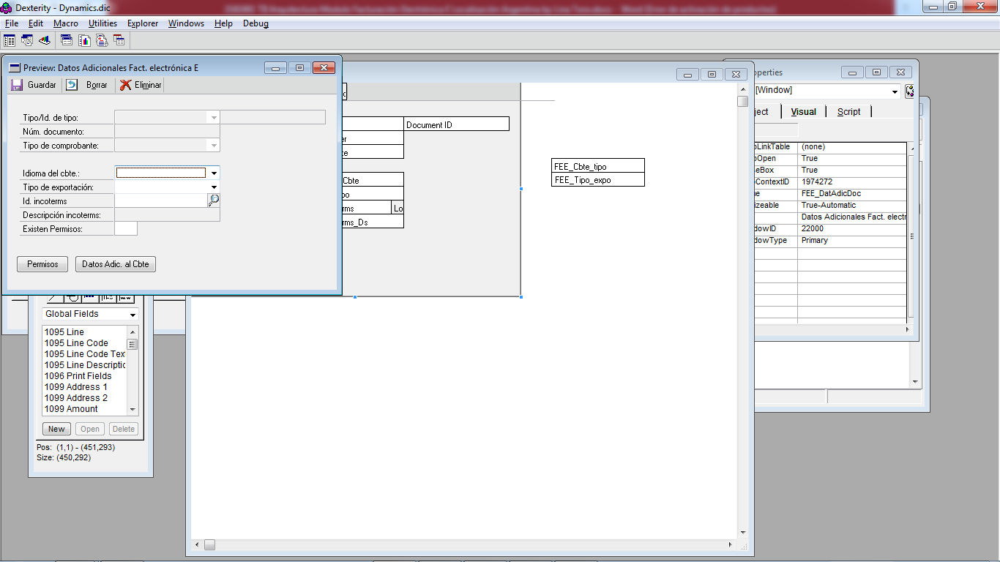 Dexterity - Dynamics.dic
File Edit Macro Utilities Explorer Windows Help Debug
Preview: Datos Adicionales Fact. electrónica E
Guardar Borrar Eliminar
Tipo/Id. de tipo:
Núm. documento:
Tipo de comprobante:
Idioma del cbte.:
Tipo de exportación:
Id. incoterms
Descripción incoterms:
Existen Permisos:
Permisos Datos Adic. al Cbte
Document ID
er
te
Cbte
po
rms Lo
rms_Ds
FEE_Cbte_tipo
FEE_Tipo_expo
operties
[Window]
ject Visual Script
oLinkTable (none)
oOpen True
seBox True
oContextID 1974272
e FEE_DatAdicDoc
izeable True-Automatic
Datos Adicionales Fact. electr
dowID 22000
dowType Primary
Global Fields
1095 Line
1095 Line Code
1095 Line Code Tex
1095 Line Descriptic
1096 Print Fields
1099 Address 1
1099 Address 2
1099 Amount
New Open Delete
Pos: (1,1) - (451,293)
Size: (450,292)